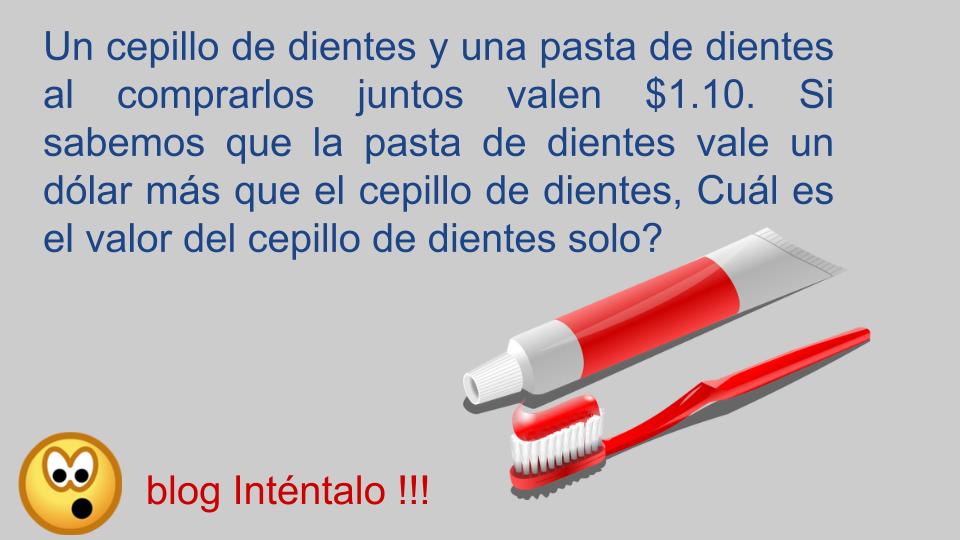 Un cepillo de dientes y una pasta de dientes
al comprarlos juntos valen $1.10. Si
sabemos que la pasta de dientes vale un
dólar más que el cepillo de dientes, Cuál es
el valor del cepillo de dientes solo?
blog Inténtalo !!!